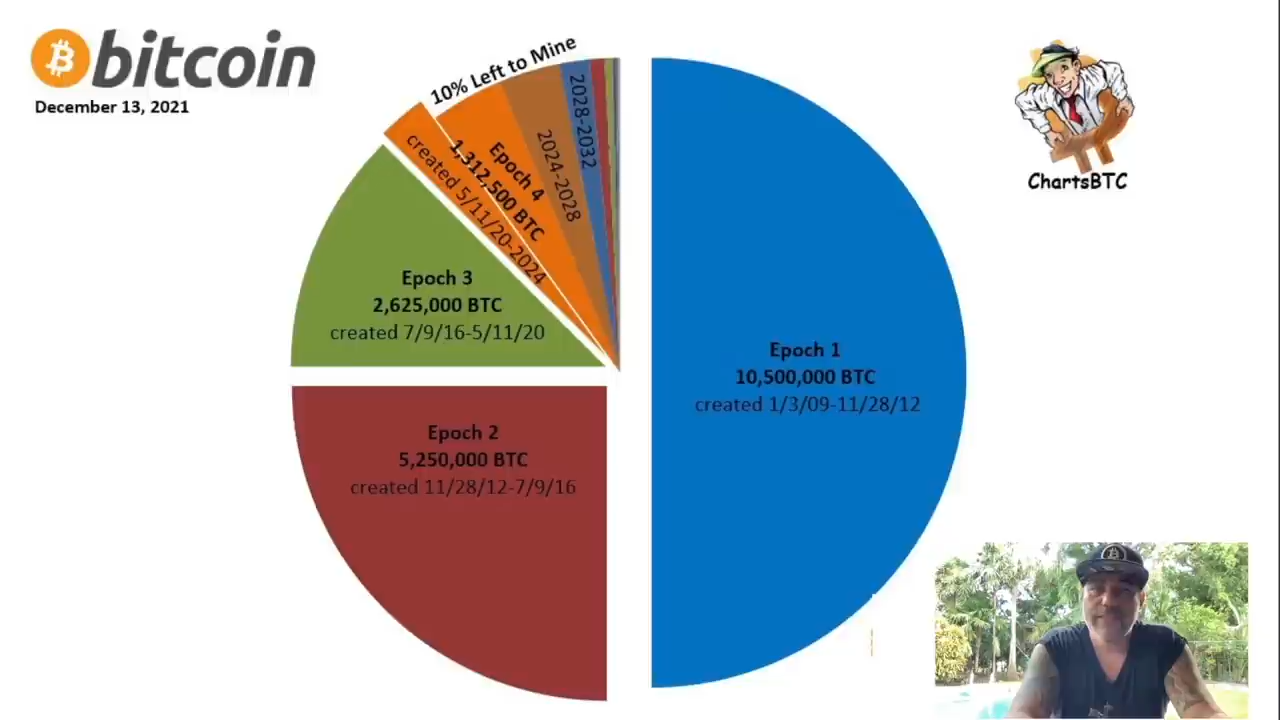 bitcoin
December 13, 2021
10% Left to Mine
2028-2032
2024-2028
Epoch 4
1,312,500 BTC
created 5/11/20-2024
Epoch 3
2,625,000 BTC
created 7/9/16-5/11/20
Epoch 2
5,250,000 BTC
created 11/28/12-7/9/16
Epoch 1
10,500,000 BTC
created 1/3/09-11/28/12
ChartsBTC